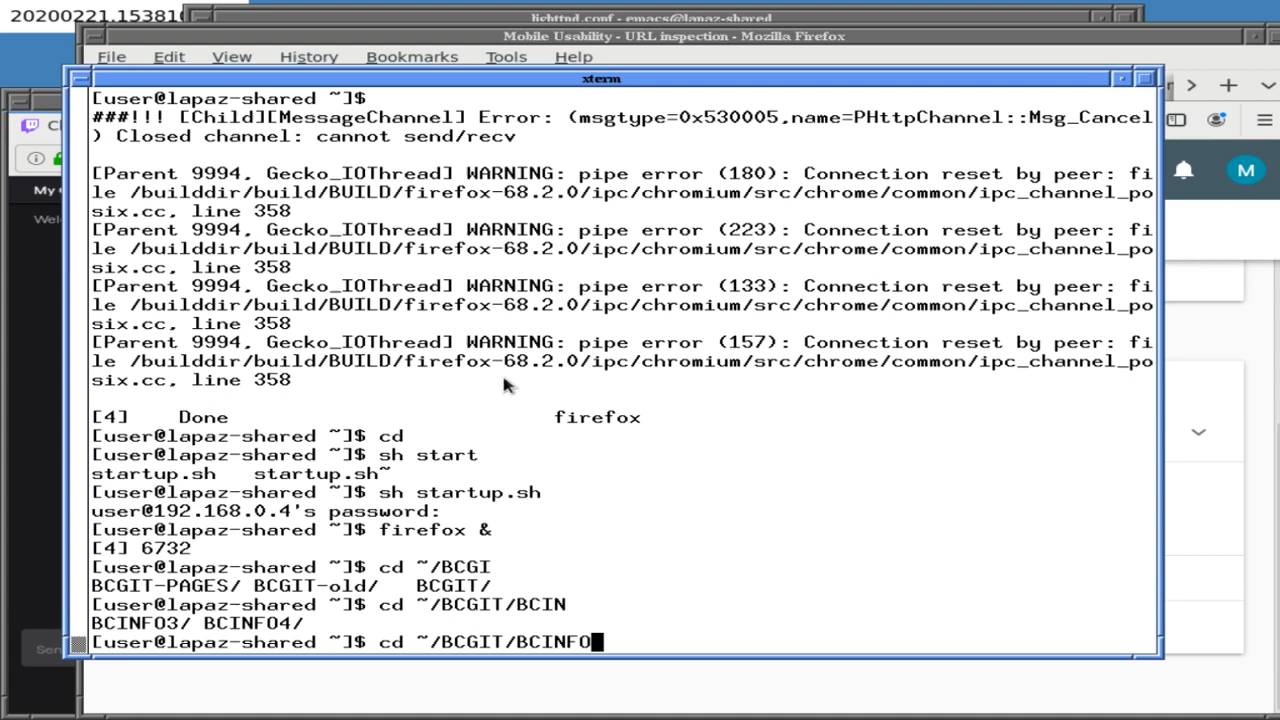 20200221.15381
lighttpd.conf - emacs@lapaz-shared
Mobile Usability - URL inspection - Mozilla Firefox
File Edit View History Bookmarks Tools Help
xterm
[user@lapaz-shared ~]$
###!!! [Child][MessageChannel] Error: (msgtype=0x530005,name=PHttpChannel::Msg_Cancel
) Closed channel: cannot send/recv
[Parent 9994, Gecko_IOThread] WARNING: pipe error (180): Connection reset by peer: fi
le /builddir/build/BUILD/firefox-68.2.0/ipc/chromium/src/chrome/common/ipc_channel_po
six.cc, line 358
[Parent 9994, Gecko_IOThread] WARNING: pipe error (223): Connection reset by peer: fi
le /builddir/build/BUILD/firefox-68.2.0/ipc/chromium/src/chrome/common/ipc_channel_po
six.cc, line 358
[Parent 9994, Gecko_IOThread] WARNING: pipe error (133): Connection reset by peer: fi
le /builddir/build/BUILD/firefox-68.2.0/ipc/chromium/src/chrome/common/ipc_channel_po
six.cc, line 358
[Parent 9994, Gecko_IOThread] WARNING: pipe error (157): Connection reset by peer: fi
le /builddir/build/BUILD/firefox-68.2.0/ipc/chromium/src/chrome/common/ipc_channel_po
six.cc, line 358
[4] Done firefox
[user@lapaz-shared ~]$ cd
[user@lapaz-shared ~]$ sh start
startup.sh startup.sh~
[user@lapaz-shared ~]$ sh startup.sh
user@192.168.0.4's password:
[user@lapaz-shared ~]$ firefox &
[4] 6732
[user@lapaz-shared ~]$ cd ~/BCGI
BCGIT-PAGES/ BCGIT-old/ BCGIT/
[user@lapaz-shared ~]$ cd ~/BCGIT/BCIN
BCINFO3/ BCINFO4/
[user@lapaz-shared ~]$ cd ~/BCGIT/BCINFO
M
My